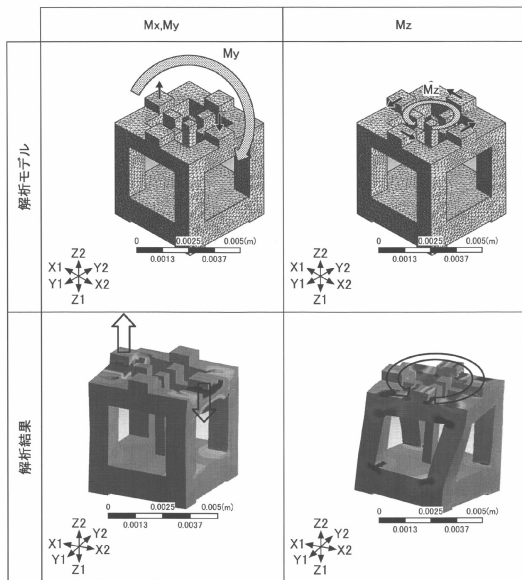 Mx,My
Mz
解析モデル
My
Mz
0 0.0025 0.005(m)
0.0013 0.0037
0 0.0025 0.005(m)
0.0013 0.0037
Z2
X1 Y2
Y1 X2
Z1
Z2
X1 Y2
Y1 X2
Z1
解析結果
0 0.0025 0.005(m)
0.0013 0.0037
0 0.0025 0.005(m)
0.0013 0.0037
Z2
X1 Y2
Y1 X2
Z1
Z2
X1 Y2
Y1 X2
Z1